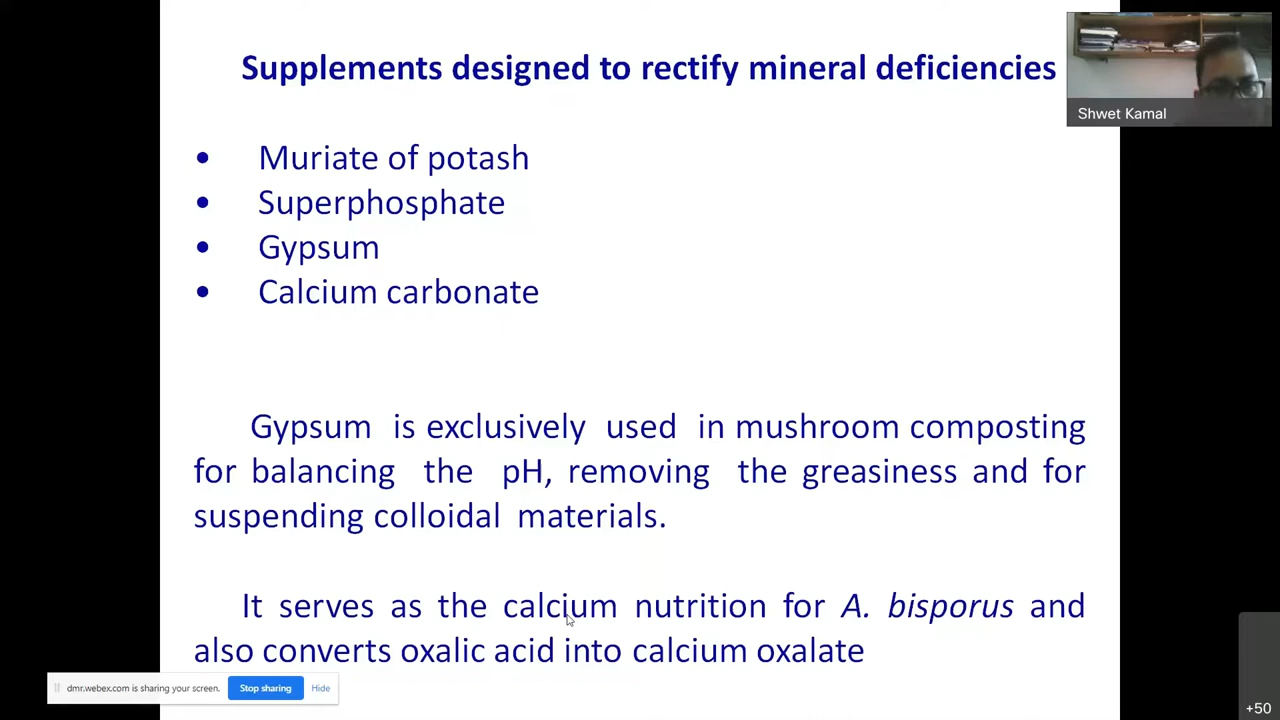 Supplements designed to rectify mineral deficiencies
Shwet Kamal
• Muriate of potash
• Superphosphate
• Gypsum
• Calcium carbonate
Gypsum is exclusively used in mushroom composting
for balancing the pH, removing the greasiness and for
suspending colloidal materials.
It serves as the calcium nutrition for A. bisporus and
also converts oxalic acid into calcium oxalate
dmr.webex.com is sharing your screen. Stop sharing Hide
+50